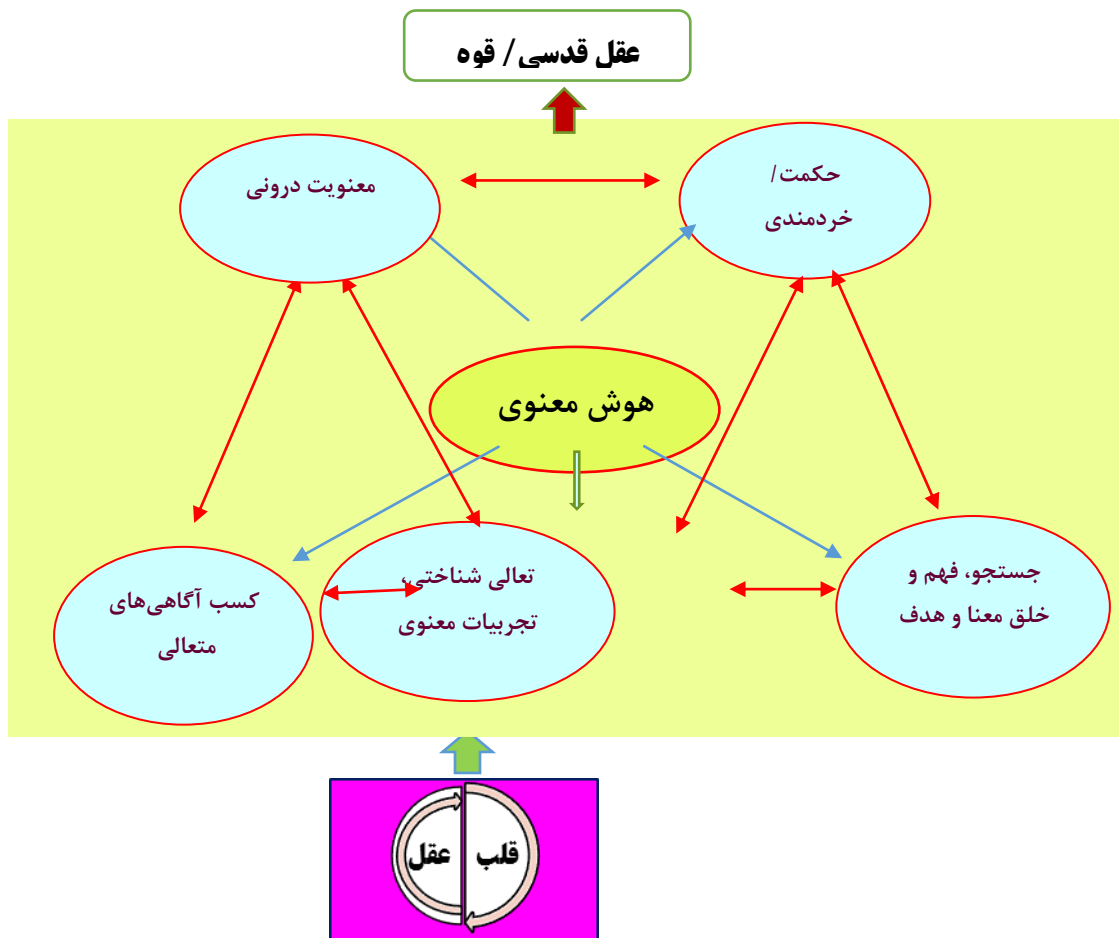 عقل قدسی/ قوه
حکمت/
خردمندی
معنویت درونی
هوش معنوی
جستجو، فهم و
خلق معنا و هدف
تعالی شناختی،
تجربیات معنوی
کسب آگاهی‌های
متعالی
قلب
عقل